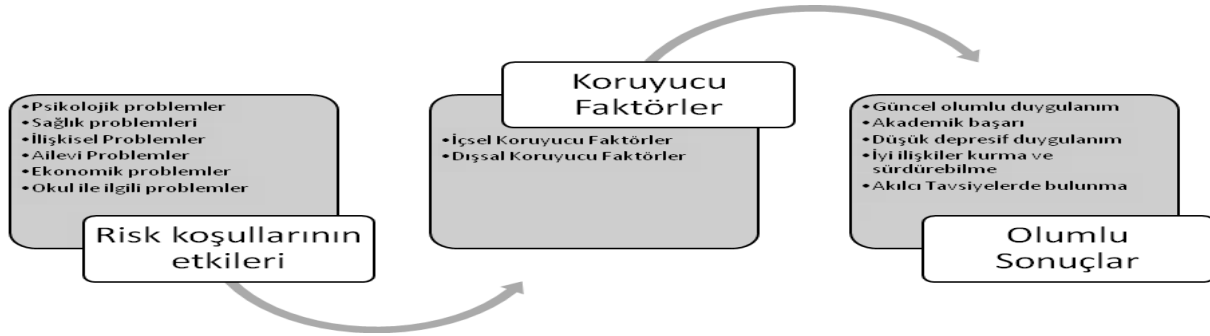 •Psikolojik problemler
•Sağlık problemleri
•İlişkisel Problemler
•Ailevi Problemler
•Ekonomik problemler
•Okul ile ilgili problemler
Risk koşullarının
etkileri
Koruyucu
Faktörler
•İçsel Koruyucu Faktörler
•Dışsal Koruyucu Faktörler
•Güncel olumlu duygulanım
•Akademik başarı
•Düşük depresif duygulanım
•İyi ilişkiler kurma ve
sürdürebilme
•Akılcı Tavsiyelerde bulunma
Olumlu
Sonuçlar